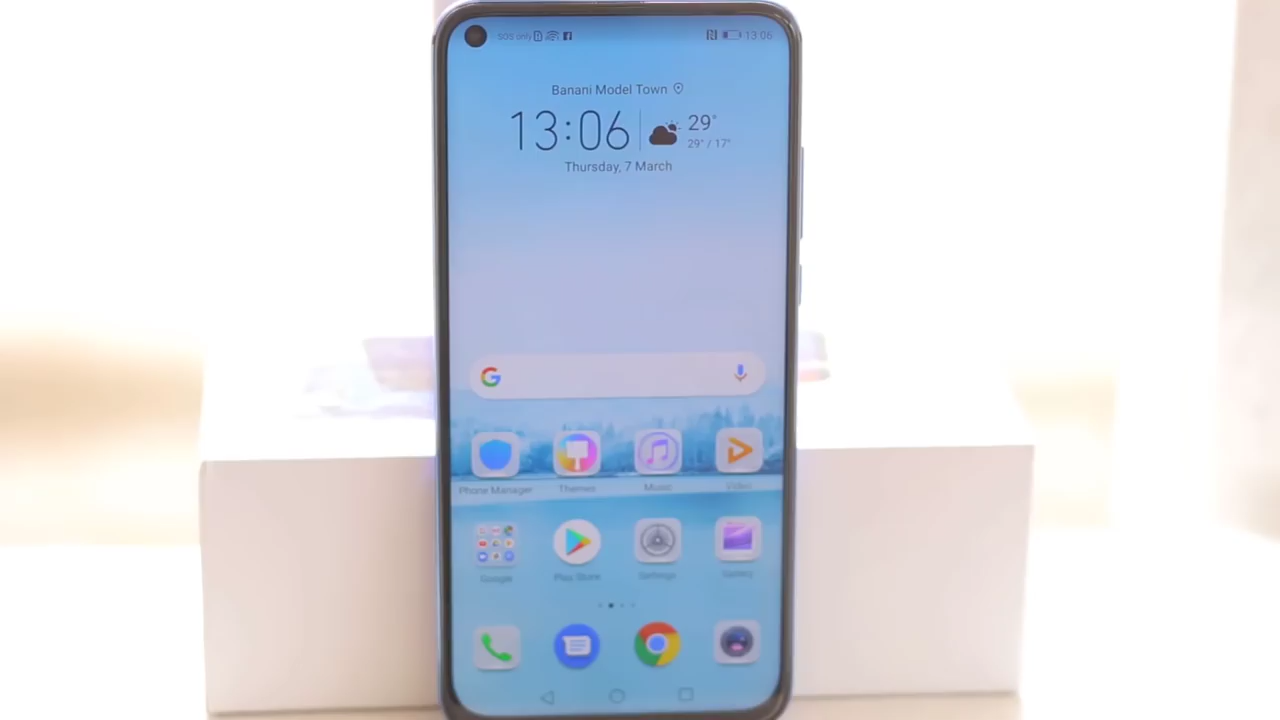 SOS only 13:06
Banani Model Town
13:06 29°
29° / 17°
Thursday, 7 March
G
Phone Manager Themes Music Video
Google Play Store Settings Gallery